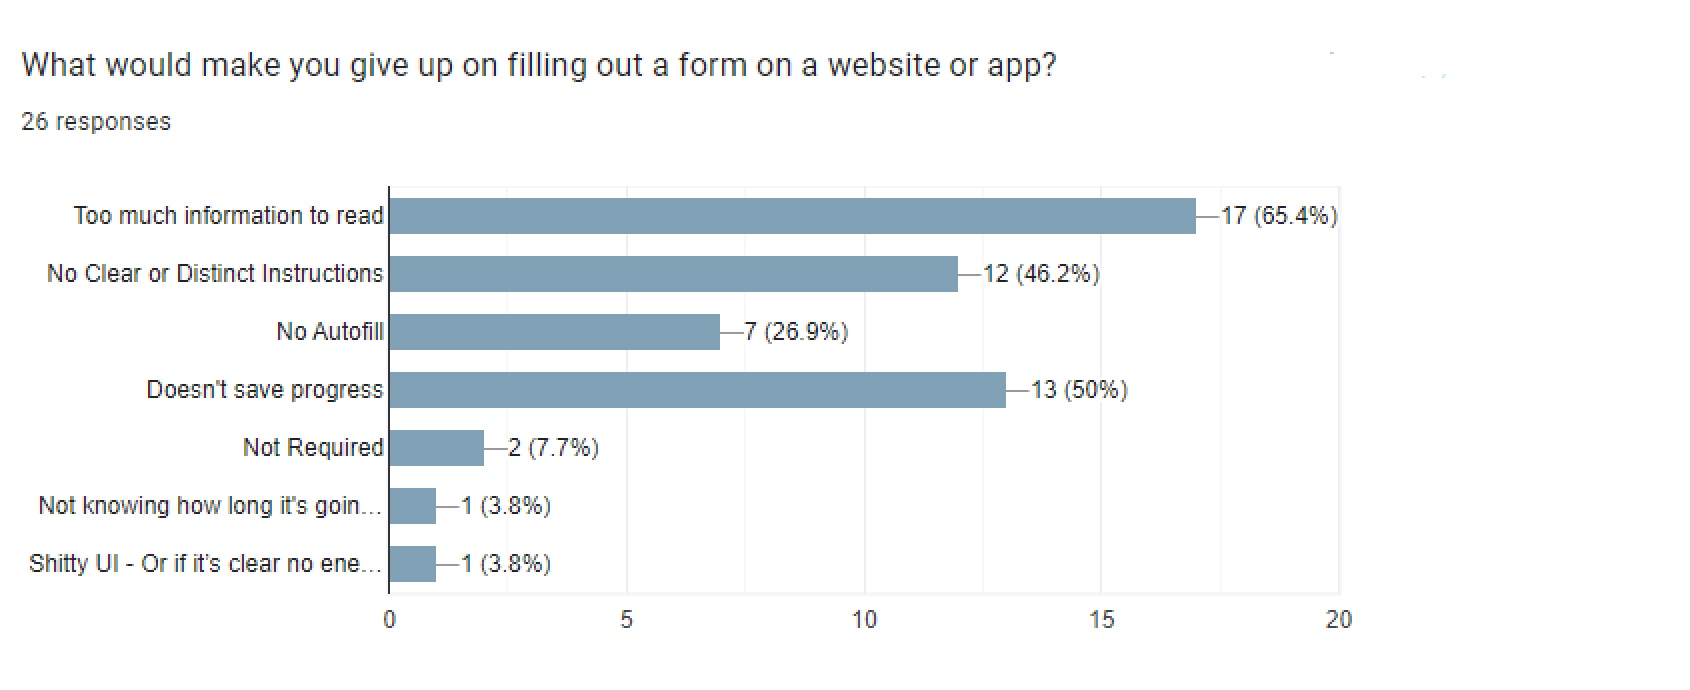 What would make you give up on filling out a form on a website or app?
26 responses
Too much information to read 17 (65.4%)
No Clear or Distinct Instructions 12 (46.2%)
No Autofill 7 (26.9%)
Doesn't save progress 13 (50%)
Not Required 2 (7.7%)
Not knowing how long it's goin... 1 (3.8%)
Shitty UI - Or if it's clear no ene... 1 (3.8%)
0 5 10 15 20